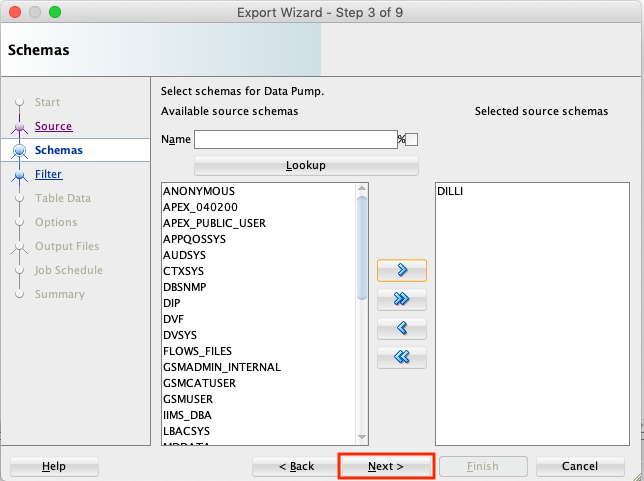 Export Wizard - Step 3 of 9
Schemas
Start
Source
Schemas
Filter
Table Data
Options
Output Files
Job Schedule
Summary
Select schemas for Data Pump.
Available source schemas
Selected source schemas
Name %
Lookup
ANONYMOUS
APEX_040200
APEX_PUBLIC_USER
APPQOSSYS
AUDSYS
CTXSYS
DBSNMP
DIP
DVF
DVSYS
FLOWS_FILES
GSMADMIN_INTERNAL
GSMCATUSER
GSMUSER
IIMS_DBA
LBACSYS
MDDATA
DILLI
Help
< Back
Next >
Finish
Cancel